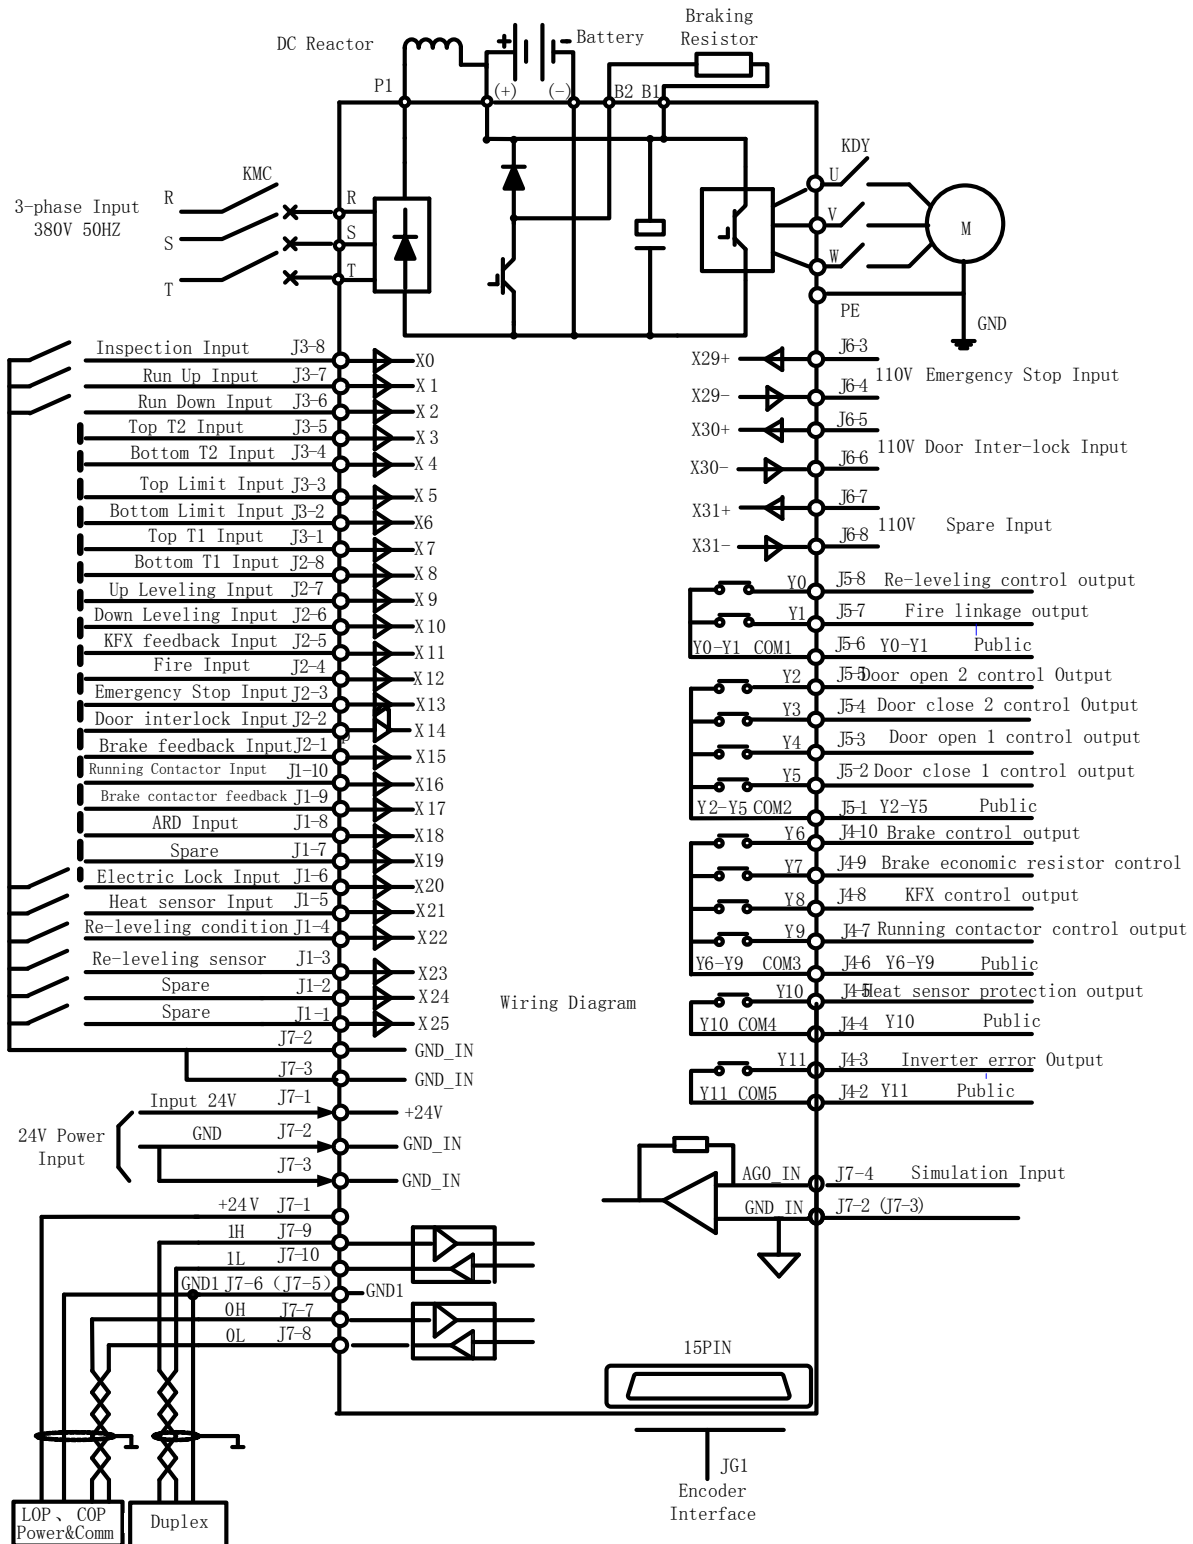 Braking
Resistor
DC Reactor
+
-
Battery
P1
(+)
(-)
B2 B1
KDY
KMC
3-phase Input
380V 50HZ
R
S
T
R
S
T
U
V
W
M
PE
GND
Inspection Input J3-8 X0
Run Up Input J3-7 X1
Run Down Input J3-6 X2
Top T2 Input J3-5 X3
Bottom T2 Input J3-4 X4
Top Limit Input J3-3 X5
Bottom Limit Input J3-2 X6
Top T1 Input J3-1 X7
Bottom T1 Input J2-8 X8
Up Leveling Input J2-7 X9
Down Leveling Input J2-6 X10
KFX feedback Input J2-5 X11
Fire Input J2-4 X12
Emergency Stop Input J2-3 X13
Door interlock Input J2-2 X14
Brake feedback Input J2-1 X15
Running Contactor Input J1-10 X16
Brake contactor feedback J1-9 X17
ARD Input J1-8 X18
Spare J1-7 X19
Electric Lock Input J1-6 X20
Heat sensor Input J1-5 X21
Re-leveling condition J1-4 X22
Re-leveling sensor J1-3 X23
Spare J1-2 X24
Spare J1-1 X25
J7-2 GND_IN
J7-3 GND_IN
24V Power
Input
Input 24V J7-1 +24V
GND J7-2 GND_IN
J7-3 GND_IN
+24V J7-1
1H J7-9
1L J7-10
GND1 J7-6 (J7-5) GND1
0H J7-7
0L J7-8
LOP、COP
Power&Comm
Duplex
Wiring Diagram
X29+ J6-3
110V Emergency Stop Input
X29- J6-4
X30+ J6-5
110V Door Inter-lock Input
X30- J6-6
X31+ J6-7
110V Spare Input
X31- J6-8
Y0 J5-8 Re-leveling control output
Y1 J5-7 Fire linkage output
Y0-Y1 COM1 J5-6 Y0-Y1 Public
Y2 J5-5 Door open 2 control Output
Y3 J5-4 Door close 2 control Output
Y4 J5-3 Door open 1 control output
Y5 J5-2 Door close 1 control output
Y2-Y5 COM2 J5-1 Y2-Y5 Public
Y6 J4-10 Brake control output
Y7 J4-9 Brake economic resistor control
Y8 J4-8 KFX control output
Y9 J4-7 Running contactor control output
Y6-Y9 COM3 J4-6 Y6-Y9 Public
Y10 J4-5 Heat sensor protection output
Y10 COM4 J4-4 Y10 Public
Y11 J4-3 Inverter error Output
Y11 COM5 J4-2 Y11 Public
AG0_IN J7-4 Simulation Input
GND_IN J7-2 (J7-3)
15PIN
JG1
Encoder
Interface